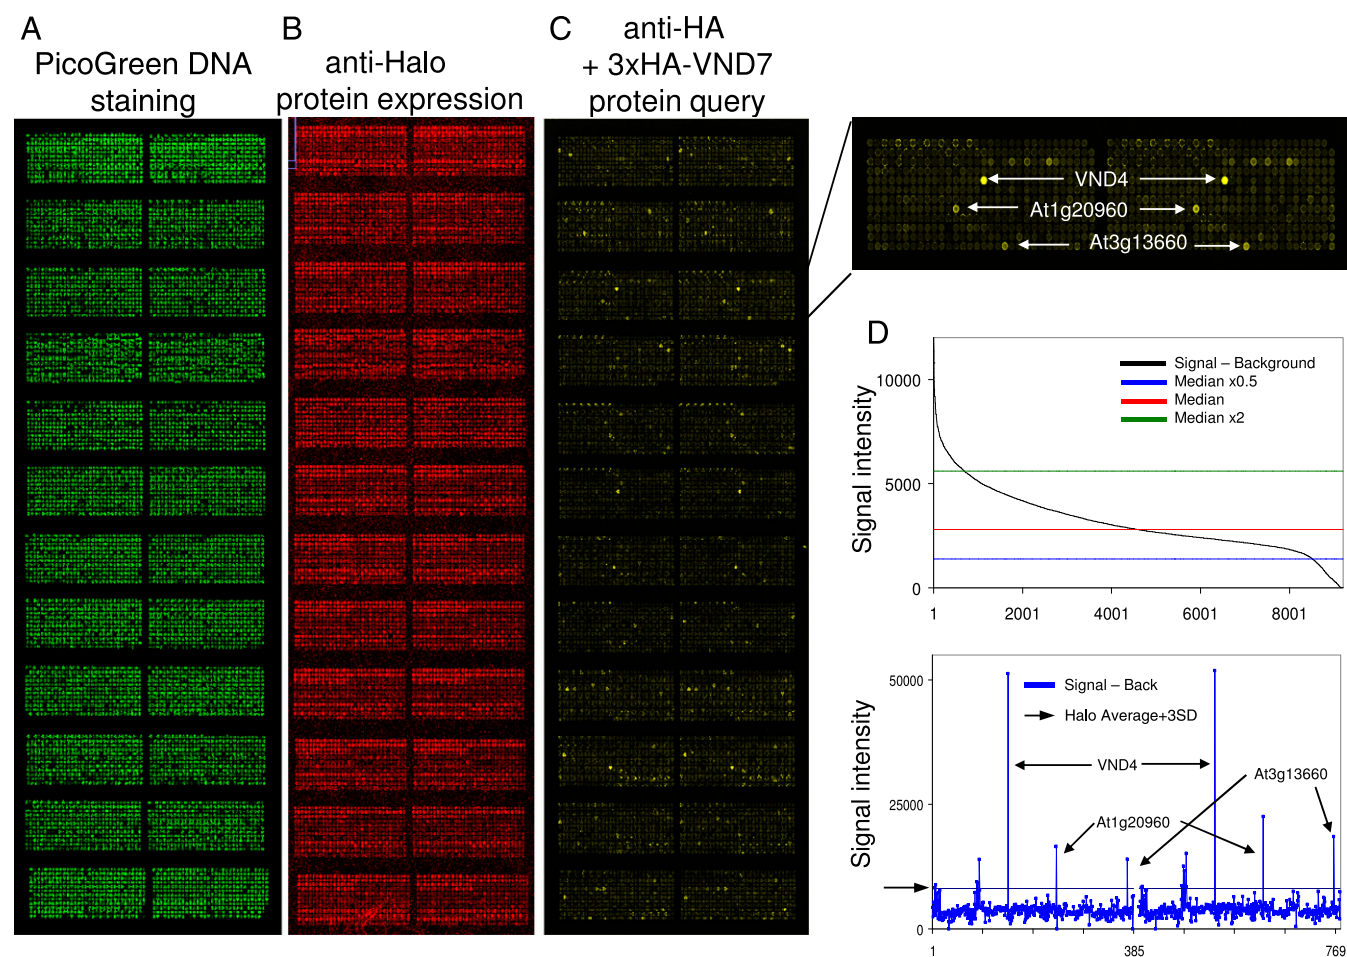 A
PicoGreen DNA
staining
B
anti-Halo
protein expression
C
anti-HA
+ 3xHA-VND7
protein query
VND4
At1g20960
At3g13660
D
Signal intensity
10000
5000
0
1
2001
4001
6001
8001
Signal – Background
Median x0.5
Median
Median x2
Signal intensity
50000
25000
0
1
385
769
Signal – Back
Halo Average+3SD
VND4
At3g13660
At1g20960